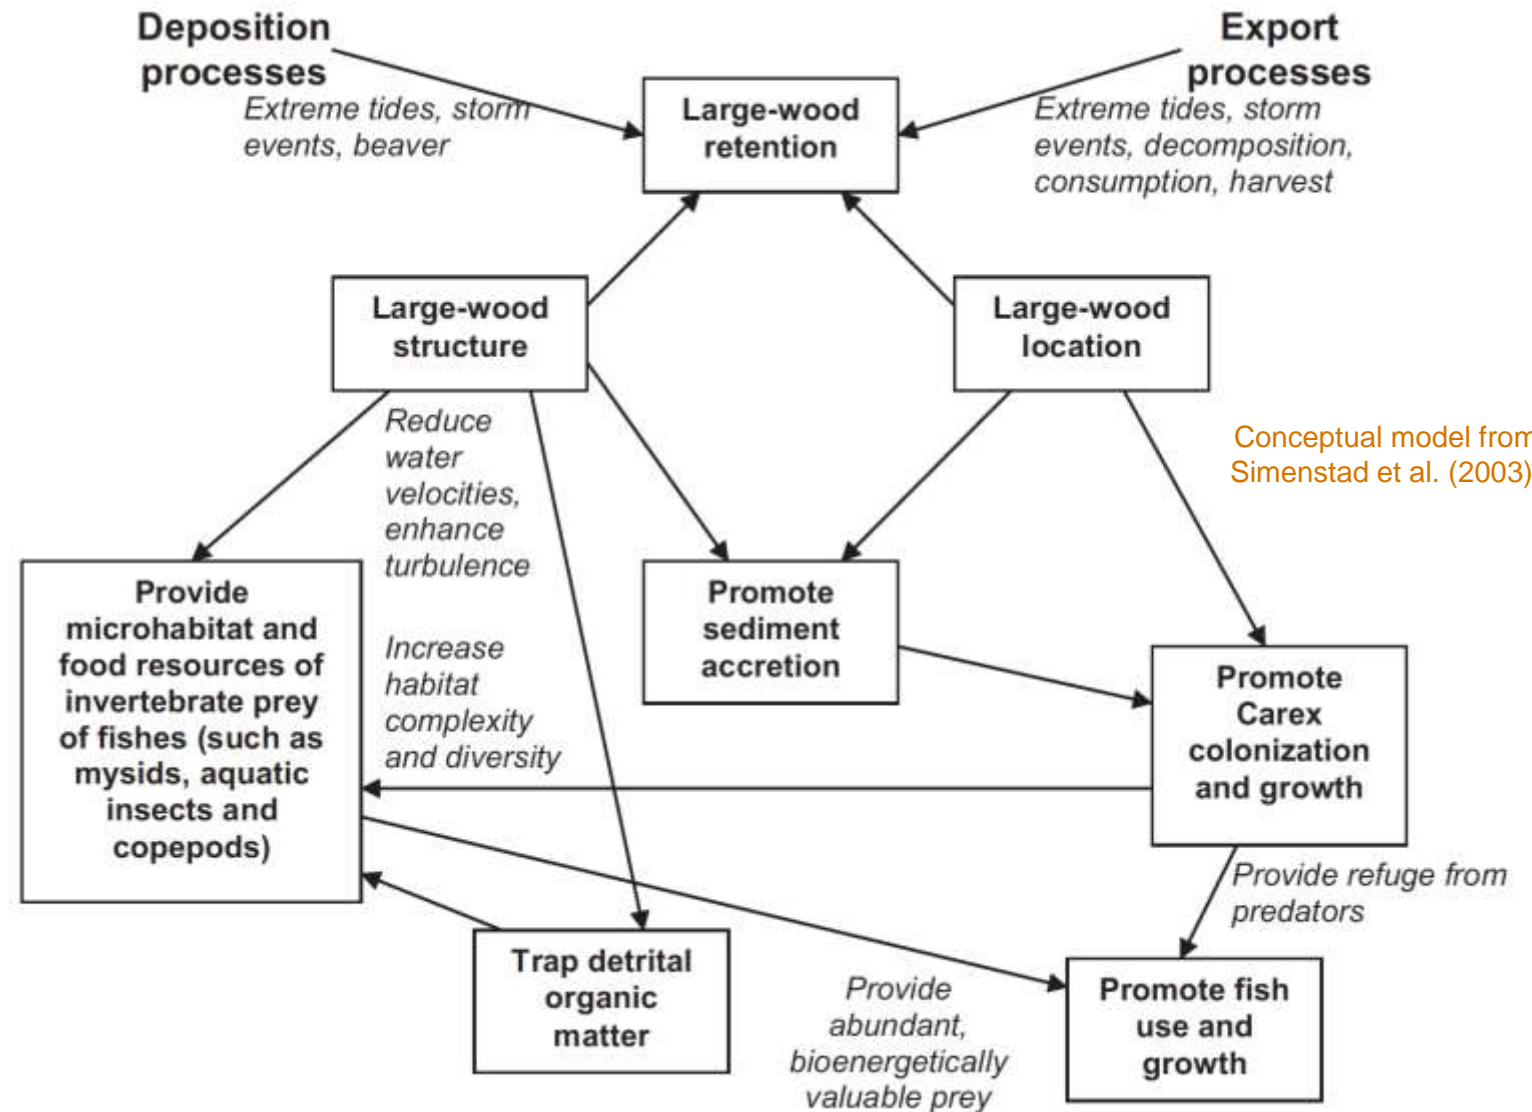 Deposition
processes
Extreme tides, storm
events, beaver
Export
processes
Extreme tides, storm
events, decomposition,
consumption, harvest
Large-wood
retention
Large-wood
structure
Large-wood
location
Conceptual model from
Simenstad et al. (2003)
Reduce
water
velocities,
enhance
turbulence
Increase
habitat
complexity
and diversity
Provide
microhabitat and
food resources of
invertebrate prey
of fishes (such as
mysids, aquatic
insects and
copepods)
Promote
sediment
accretion
Promote
Carex
colonization
and growth
Provide refuge from
predators
Trap detrital
organic
matter
Provide
abundant,
bioenergetically
valuable prey
Promote fish
use and
growth